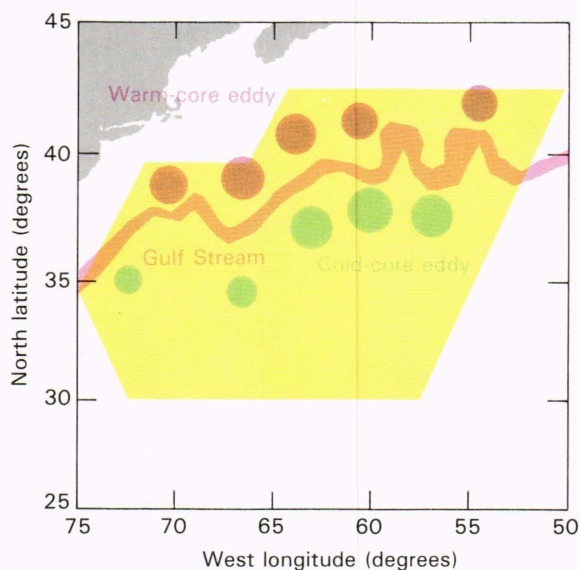 45
Warm-core eddy
40
Gulf Stream
Cold-core eddy
35
30
25
75
70
65
60
55
50
North latitude (degrees)
West longitude (degrees)